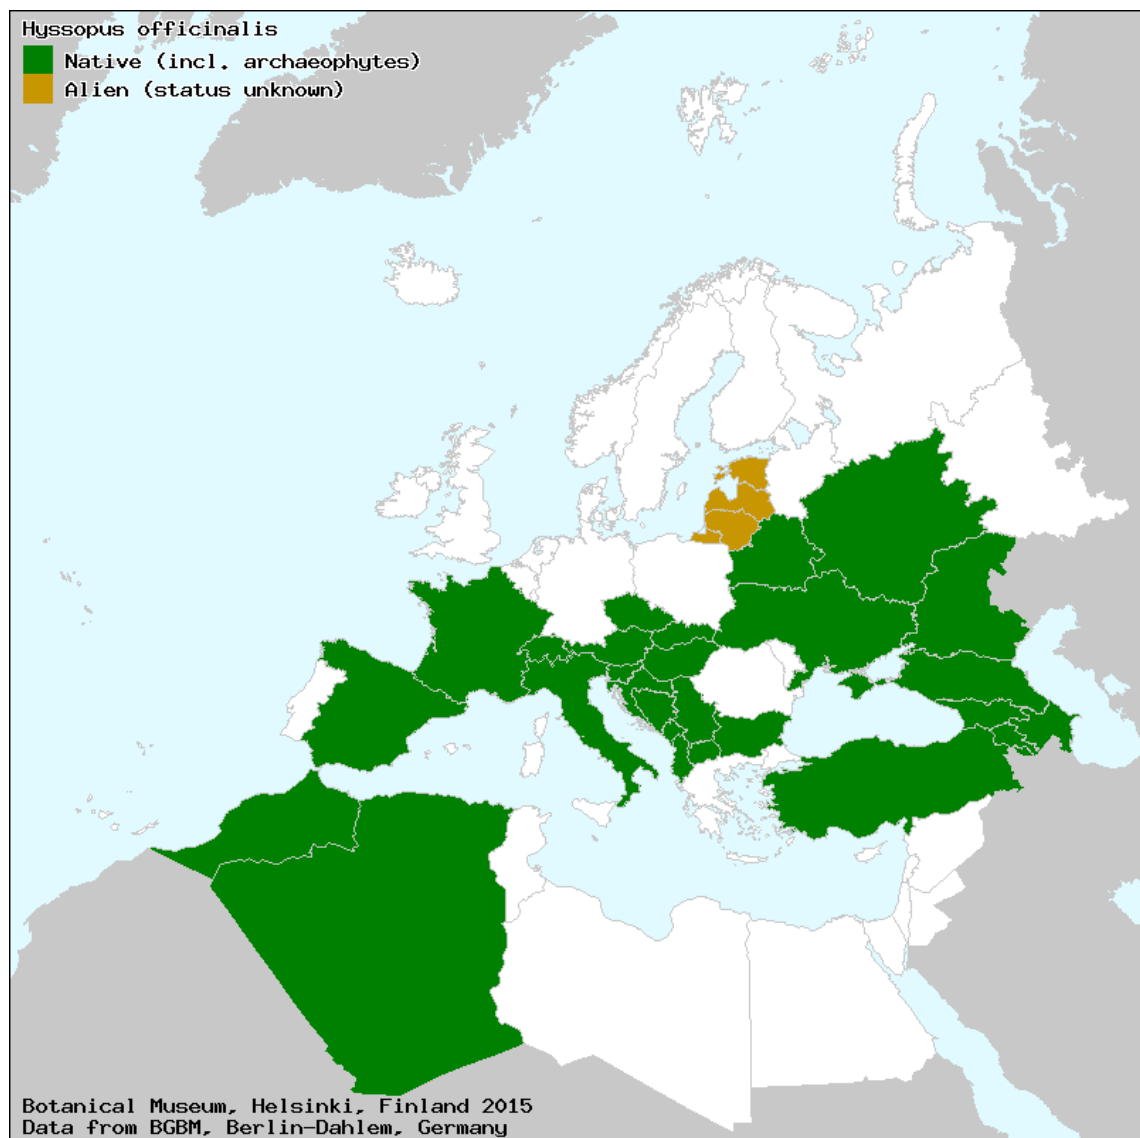 Hyssopus officinalis
Native (incl. archaeophytes)
Alien (status unknown)
Botanical Museum, Helsinki, Finland 2015
Data from BGBM, Berlin-Dahlem, Germany